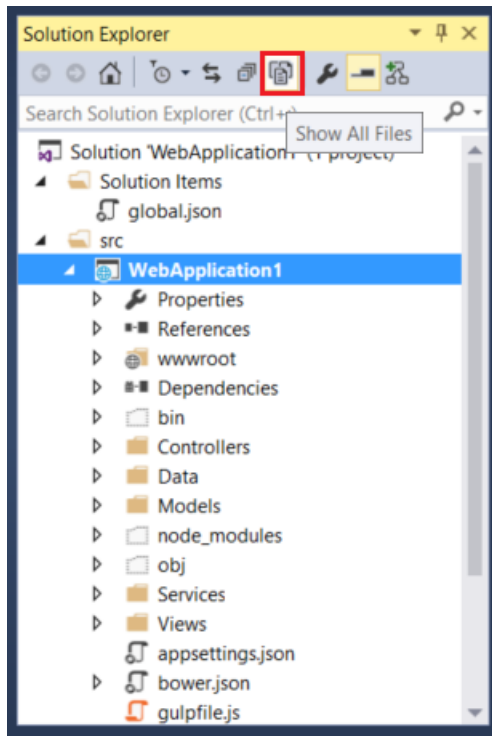 Solution Explorer
Search Solution Explorer (Ctrl+
Show All Files
Solution 'WebApplication1' (1 project)
Solution Items
global.json
src
WebApplication1
Properties
References
wwwroot
Dependencies
bin
Controllers
Data
Models
node_modules
obj
Services
Views
appsettings.json
bower.json
gulpfile.js